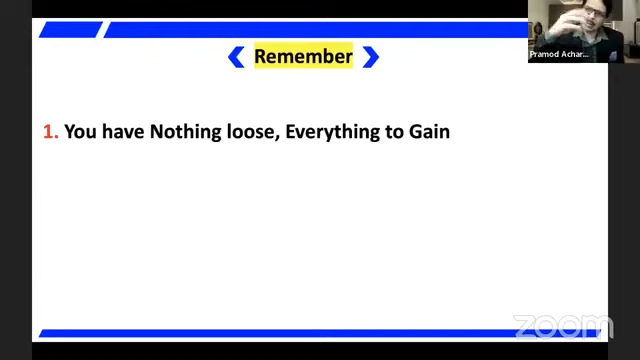 Remember
Pramod Achar...
1. You have Nothing loose, Everything to Gain
zoom